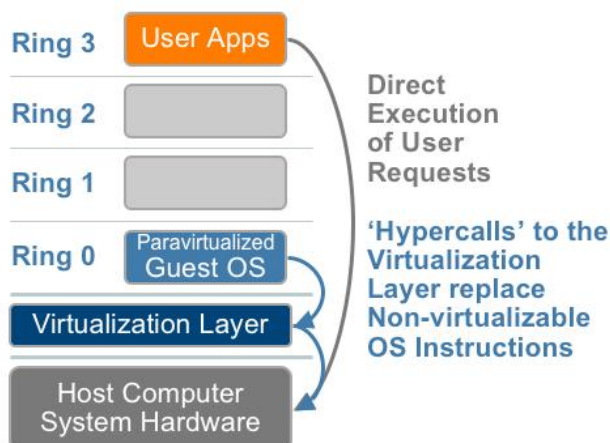 Ring 3
User Apps
Ring 2
Ring 1
Ring 0
Paravirtualized
Guest OS
Virtualization Layer
Host Computer
System Hardware
Direct
Execution
of User
Requests
‘Hypercalls’ to the
Virtualization
Layer replace
Non-virtualizable
OS Instructions